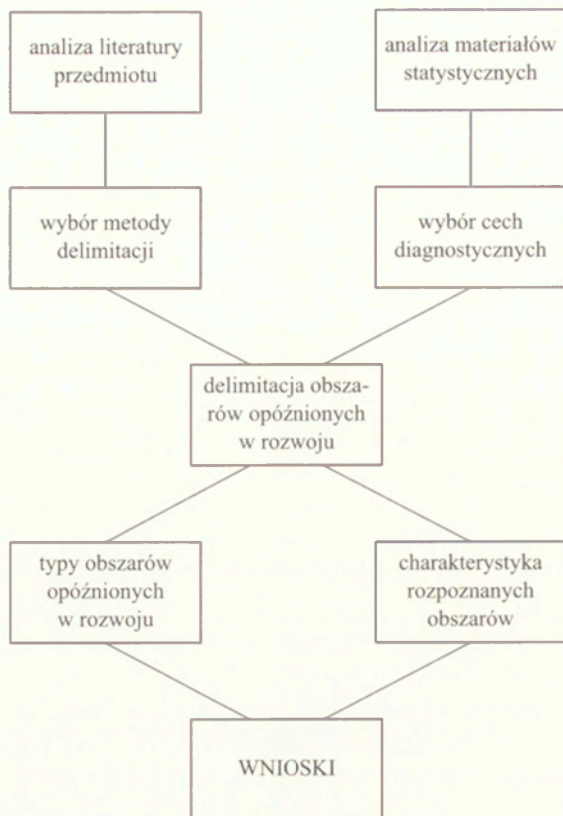 analiza literatury
przedmiotu
analiza materiałów
statystycznych
wybór metody
delimitacji
wybór cech
diagnostycznych
delimitacja obsza-
rów opóźnionych
w rozwoju
typy obszarów
opóźnionych
w rozwoju
charakterystyka
rozpoznanych
obszarów
WNIOSKI